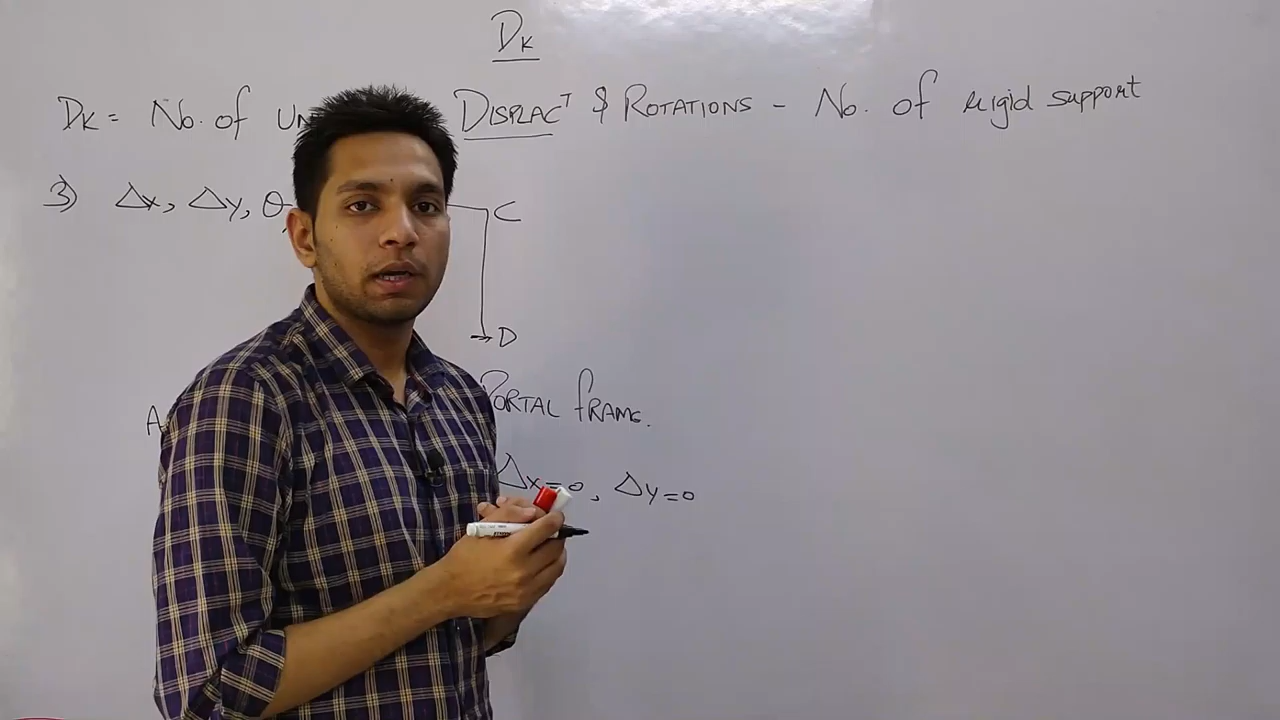 Dk
Dk = No. of DISPLACᵀ & ROTATIONS - No. of rigid support
3) Δx, Δy, θ C
D
A PORTAL FRAME.
Δx=0, Δy=0